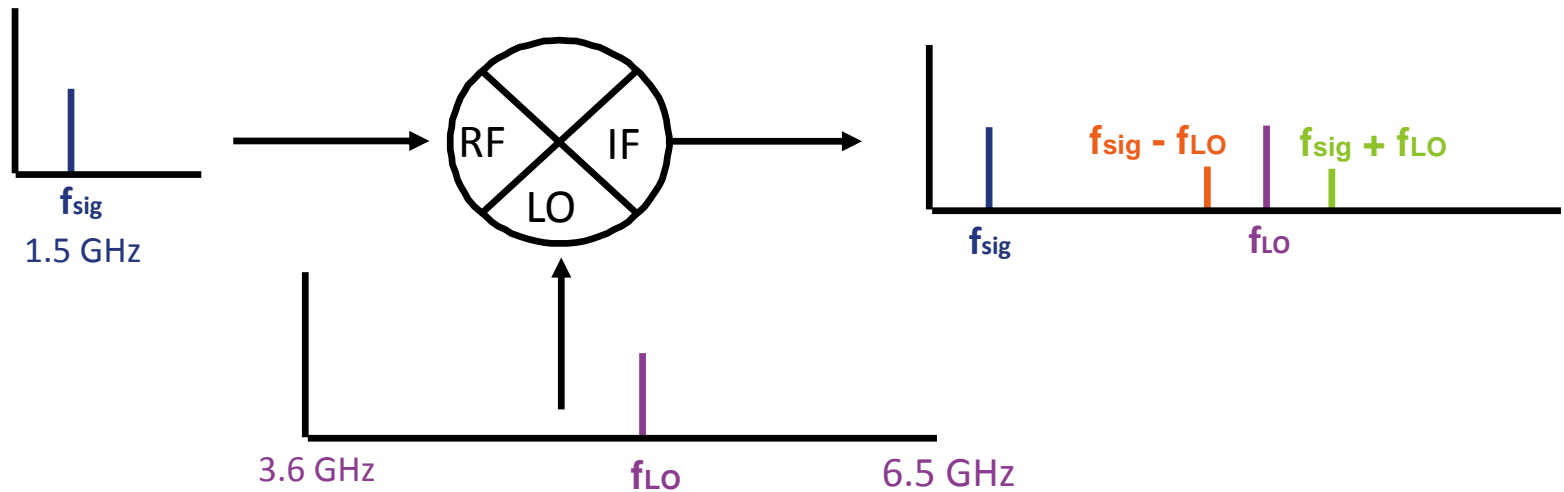 fsig
1.5 GHz
RF
IF
LO
3.6 GHz
fLO
6.5 GHz
fsig - fLO
fsig + fLO
fsig
fLO